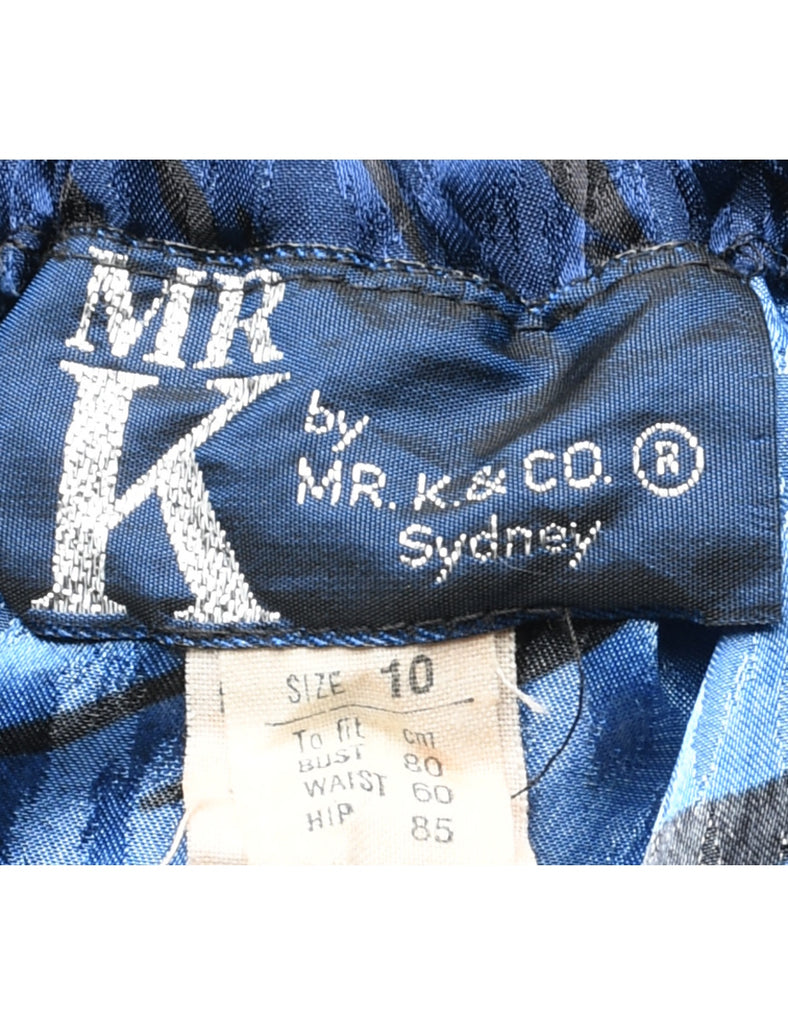 MR
K
by
MR. K. & CO. ®
Sydney
SIZE 10
To fit cm
BUST 80
WAIST 60
HIP 85